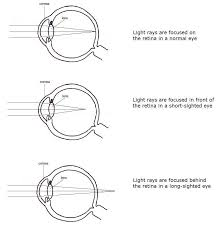 cornea
lens
Light rays are focused on
the retina in a normal eye
cornea
lens
Light rays are focused in front of
the retina in a short-sighted eye
cornea
lens
Light rays are focused behind
the retina in a long-sighted eye